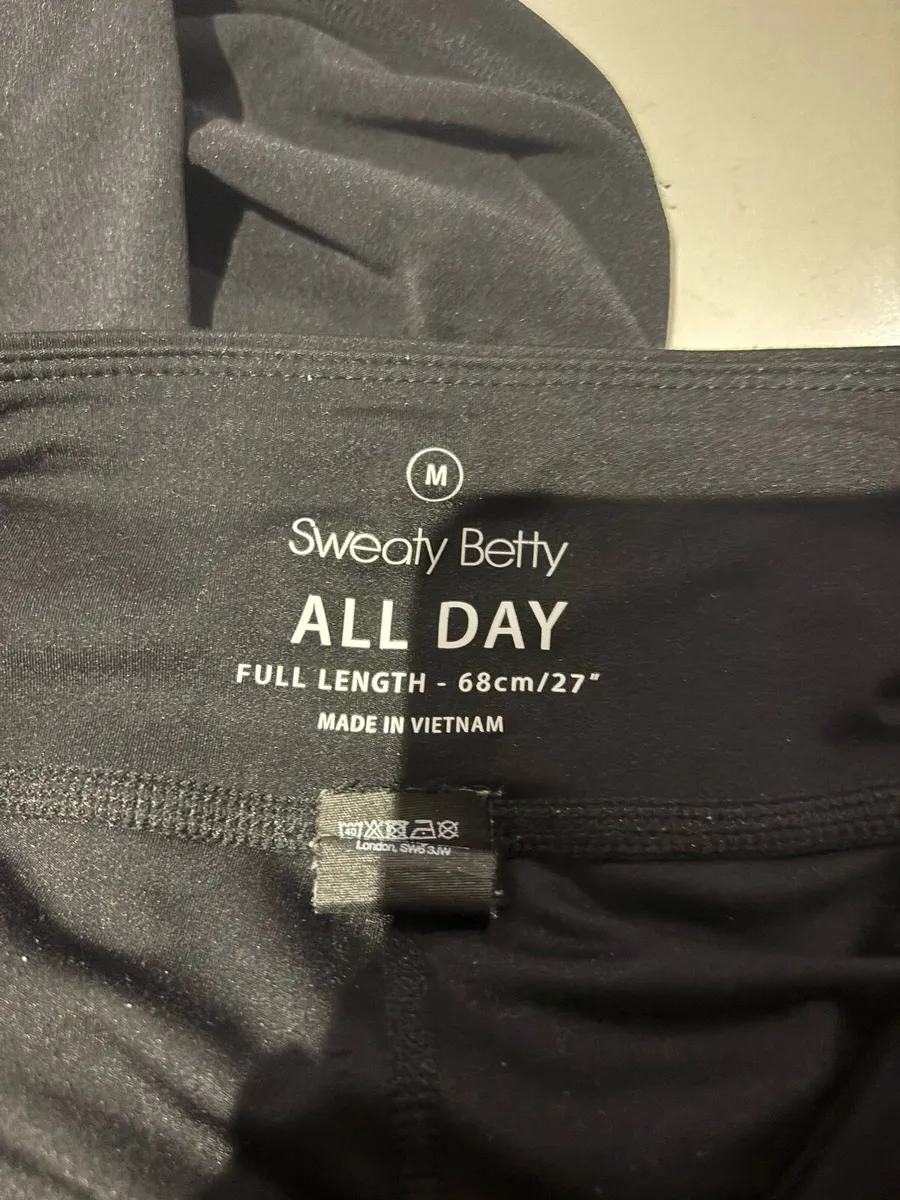 M
Sweaty Betty
ALL DAY
FULL LENGTH - 68cm/27"
MADE IN VIETNAM
40
London, SW6 3JW